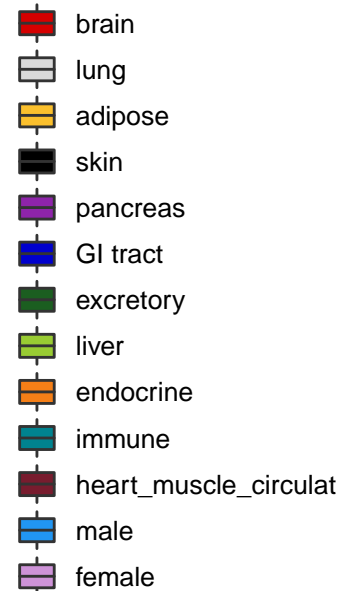 brain
lung
adipose
skin
pancreas
GI tract
excretory
liver
endocrine
immune
heart_muscle_circulat
male
female